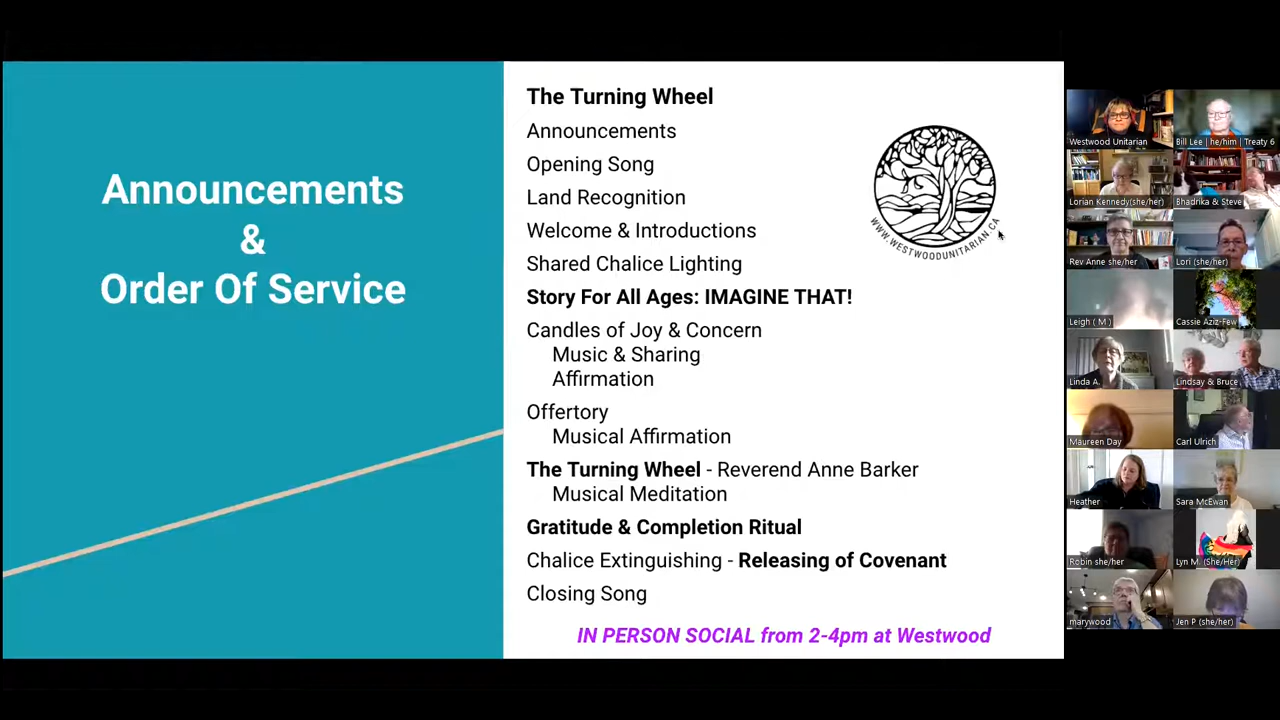 Announcements
&
Order Of Service
The Turning Wheel
Announcements
Opening Song
Land Recognition
Welcome & Introductions
Shared Chalice Lighting
Story For All Ages: IMAGINE THAT!
Candles of Joy & Concern
Music & Sharing
Affirmation
Offertory
Musical Affirmation
The Turning Wheel - Reverend Anne Barker
Musical Meditation
Gratitude & Completion Ritual
Chalice Extinguishing - Releasing of Covenant
Closing Song
IN PERSON SOCIAL from 2-4pm at Westwood
WWW.WESTWOODUNITARIAN.CA
Westwood Unitarian
Bill Lee | he/him | Treaty 6
Lorian Kennedy(she/her)
Bhadrika & Steve
Rev Anne she/her
Lori (she/her)
Leigh ( M )
Cassie Aziz-Few
Linda A.
Lindsay & Bruce
Maureen Day
Carl Ulrich
Heather
Sara McEwan
Robin she/her
Lyn M. (She/Her)
marywood
Jen P (she/her)